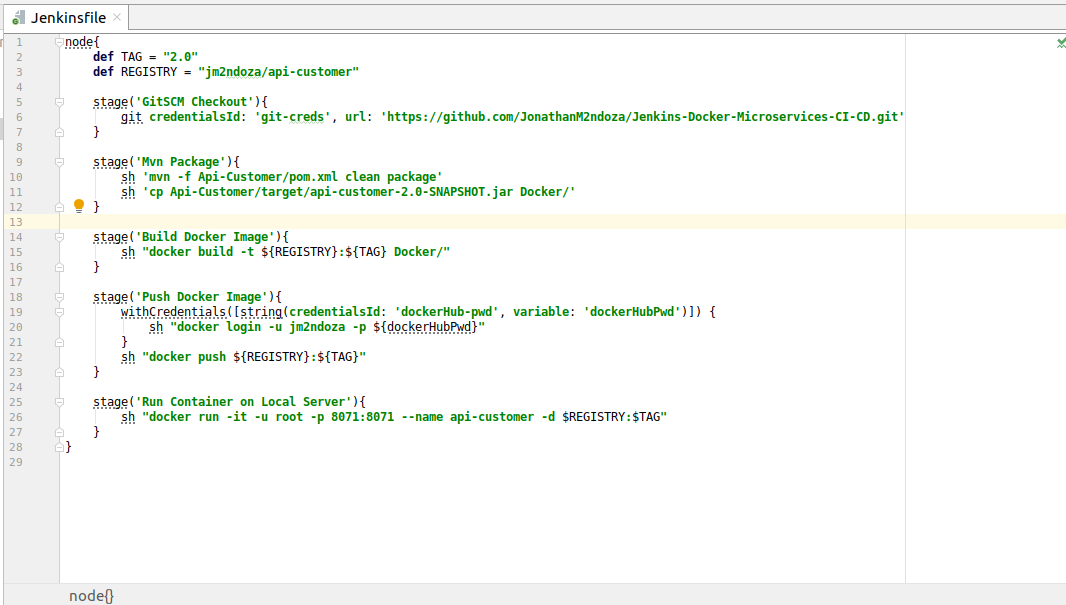 Jenkinsfile
1 node{
2     def TAG = "2.0"
3     def REGISTRY = "jm2ndoza/api-customer"
4
5     stage('GitSCM Checkout'){
6         git credentialsId: 'git-creds', url: 'https://github.com/JonathanM2ndoza/Jenkins-Docker-Microservices-CI-CD.git'
7     }
8
9     stage('Mvn Package'){
10         sh 'mvn -f Api-Customer/pom.xml clean package'
11         sh 'cp Api-Customer/target/api-customer-2.0-SNAPSHOT.jar Docker/'
12     }
13
14     stage('Build Docker Image'){
15         sh "docker build -t ${REGISTRY}:${TAG} Docker/"
16     }
17
18     stage('Push Docker Image'){
19         withCredentials([string(credentialsId: 'dockerHub-pwd', variable: 'dockerHubPwd')]) {
20             sh "docker login -u jm2ndoza -p ${dockerHubPwd}"
21         }
22         sh "docker push ${REGISTRY}:${TAG}"
23     }
24
25     stage('Run Container on Local Server'){
26         sh "docker run -it -u root -p 8071:8071 --name api-customer -d $REGISTRY:$TAG"
27     }
28 }
29
node{}